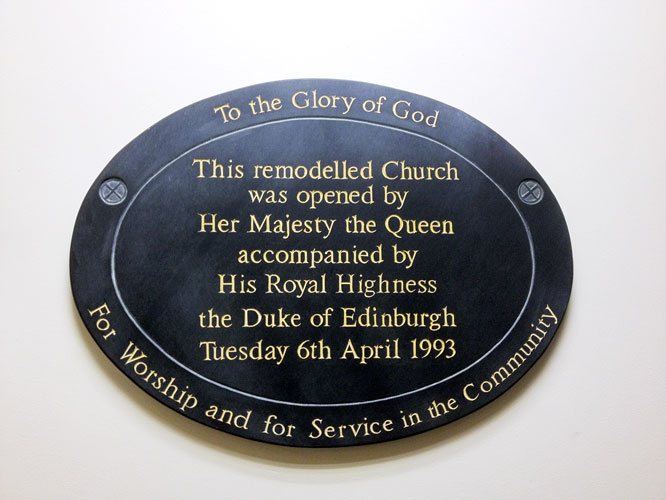 To the Glory of God
This remodelled Church
was opened by
Her Majesty the Queen
accompanied by
His Royal Highness
the Duke of Edinburgh
Tuesday 6th April 1993
For Worship and for Service in the Community